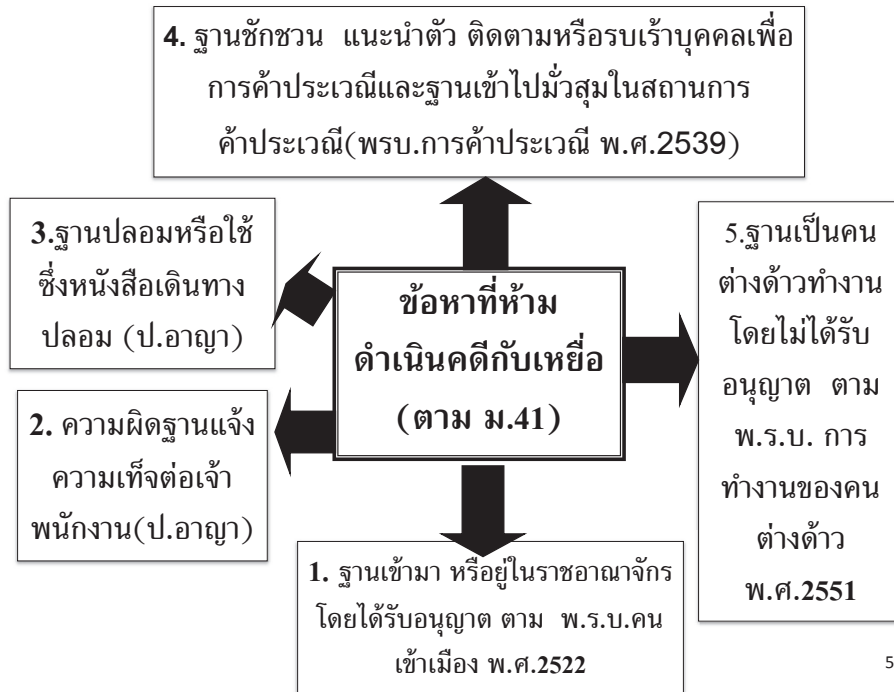 4. ฐานชักชวน แนะนำตัว ติดตามหรือรบเร้าบุคคลเพื่อ
การค้าประเวณีและฐานเข้าไปมั่วสุมในสถานการ
ค้าประเวณี(พรบ.การค้าประเวณี พ.ศ.2539)
3.ฐานปลอมหรือใช้
ซึ่งหนังสือเดินทาง
ปลอม (ป.อาญา)
ข้อหาที่ห้าม
ดำเนินคดีกับเหยื่อ
(ตาม ม.41)
5.ฐานเป็นคน
ต่างด้าวทำงาน
โดยไม่ได้รับ
อนุญาต ตาม
พ.ร.บ. การ
ทำงานของคน
ต่างด้าว
พ.ศ.2551
2. ความผิดฐานแจ้ง
ความเท็จต่อเจ้า
พนักงาน(ป.อาญา)
1. ฐานเข้ามา หรือยู่ในราชอาณาจักร
โดยได้รับอนุญาต ตาม พ.ร.บ.คน
เข้าเมือง พ.ศ.2522
5